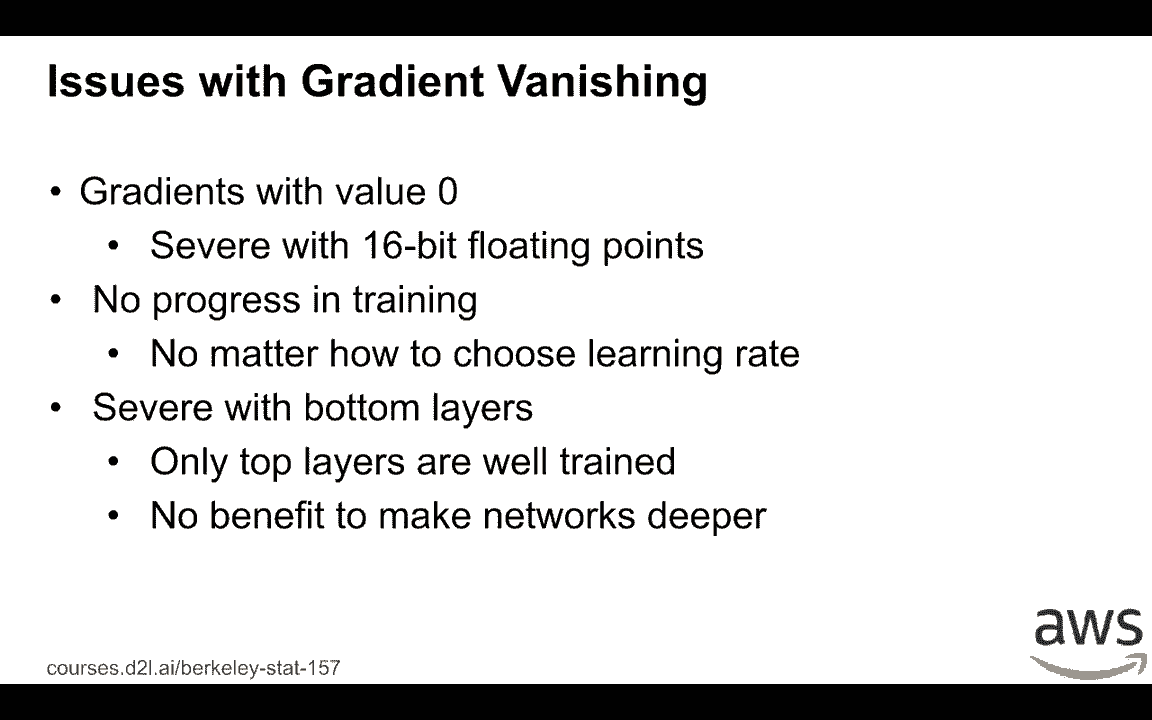 Issues with Gradient Vanishing
• Gradients with value 0
• Severe with 16-bit floating points
• No progress in training
• No matter how to choose learning rate
• Severe with bottom layers
• Only top layers are well trained
• No benefit to make networks deeper
aws
courses.d2l.ai/berkeley-stat-157